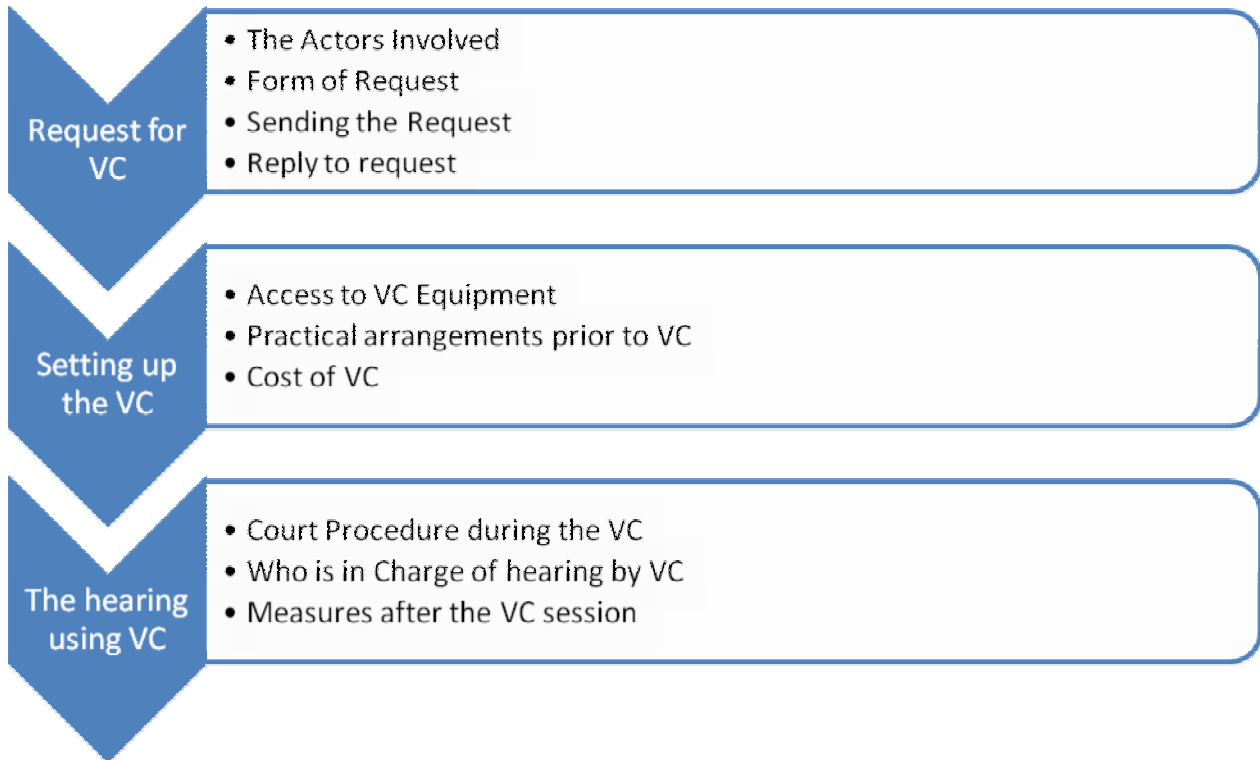 Request for
VC
• The Actors Involved
• Form of Request
• Sending the Request
• Reply to request
Setting up
the VC
• Access to VC Equipment
• Practical arrangements prior to VC
• Cost of VC
The hearing
using VC
• Court Procedure during the VC
• Who is in Charge of hearing by VC
• Measures after the VC session